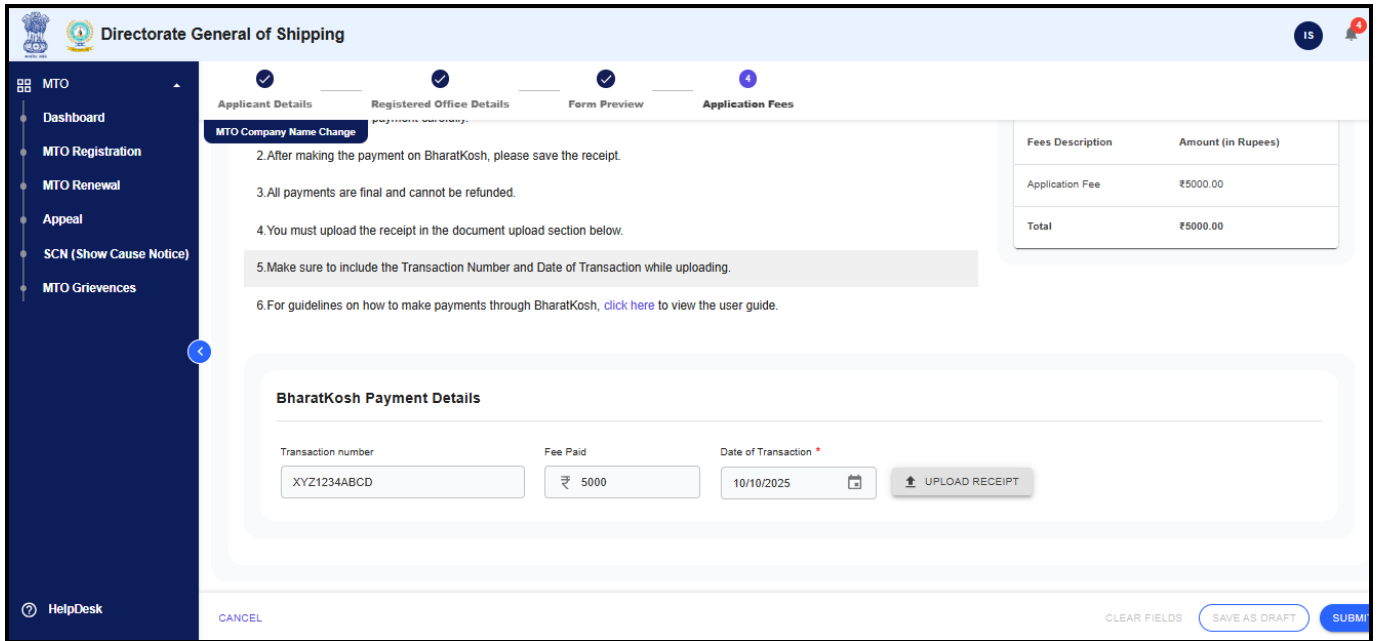 Directorate General of Shipping
IS
4
MTO
Dashboard
MTO Registration
MTO Renewal
Appeal
SCN (Show Cause Notice)
MTO Grievences
HelpDesk
4
Applicant Details
Registered Office Details
Form Preview
Application Fees
MTO Company Name Change
payment carefully.
2.After making the payment on BharatKosh, please save the receipt.
3.All payments are final and cannot be refunded.
4.You must upload the receipt in the document upload section below.
5.Make sure to include the Transaction Number and Date of Transaction while uploading.
6.For guidelines on how to make payments through BharatKosh, click here to view the user guide.
Fees Description Amount (in Rupees)
Application Fee ₹5000.00
Total ₹5000.00
BharatKosh Payment Details
Transaction number
XYZ1234ABCD
Fee Paid
₹ 5000
Date of Transaction *
10/10/2025
UPLOAD RECEIPT
CANCEL
CLEAR FIELDS
SAVE AS DRAFT
SUBMI